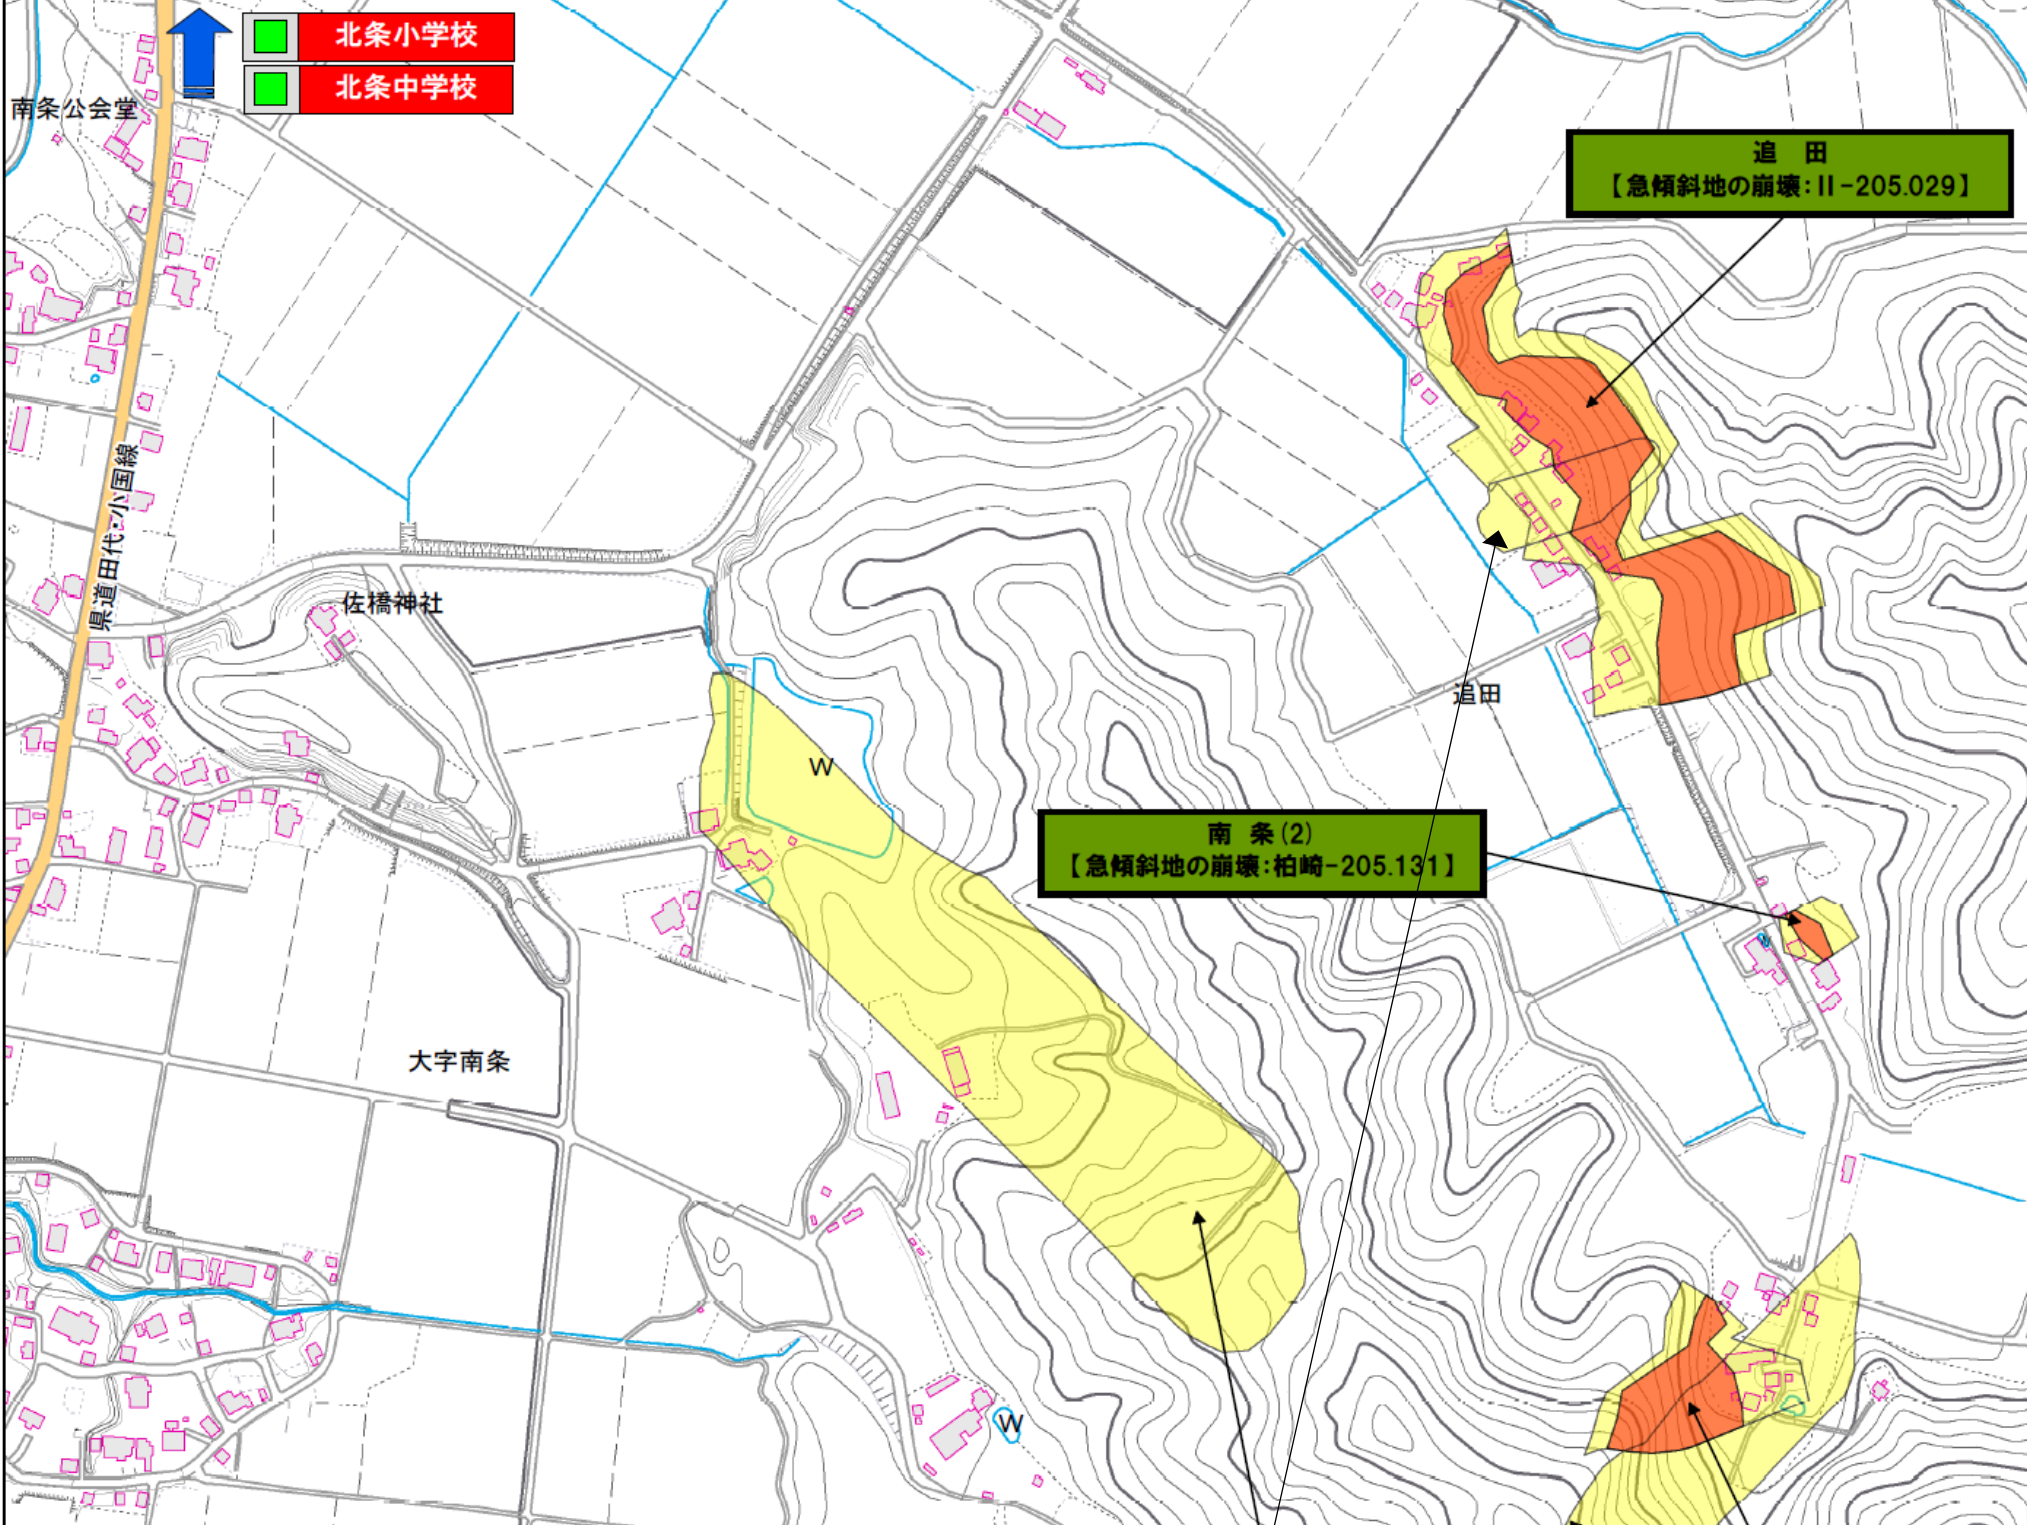 北条小学校
北条中学校
南条公会堂
追 田
【急傾斜地の崩壊:Ⅱ-205.029】
県道田代・小国線
佐橋神社
追田
W
南 条(2)
【急傾斜地の崩壊:柏崎-205.131】
大字南条
W